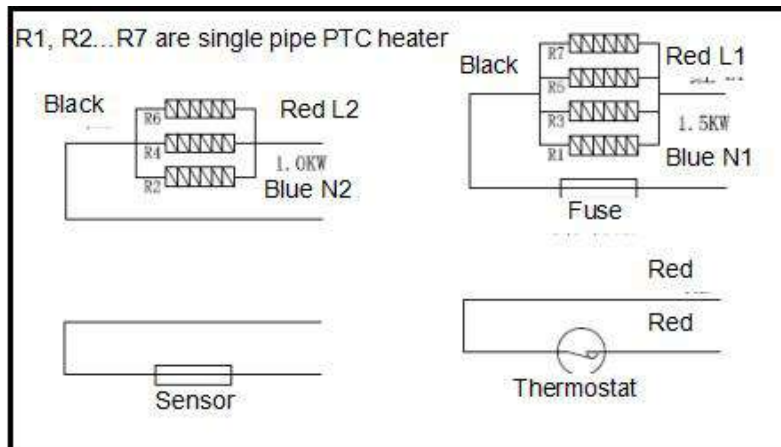 R1, R2...R7 are single pipe PTC heater
Black
R6
R4
R2
Red L2
1.0KW
Blue N2
Black
R7
R5
R3
R1
Red L1
1.5KW
Blue N1
Fuse
Sensor
Red
Red
Thermostat